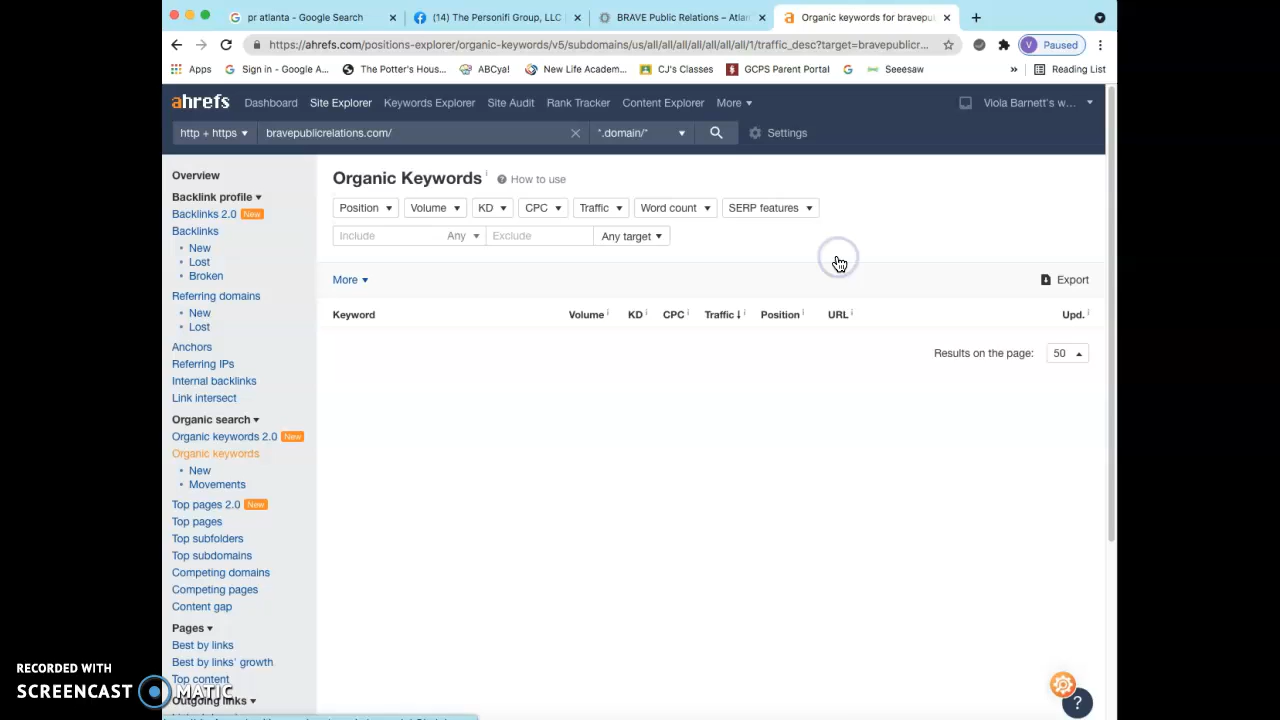 pr atlanta - Google Search
(14) The Personifi Group, LLC
BRAVE Public Relations – Atlan
Organic keywords for bravepu
https://ahrefs.com/positions-explorer/organic-keywords/v5/subdomains/us/all/all/all/all/all/all/all/1/traffic_desc?target=bravepublicr...
V Paused
Apps
Sign in - Google A...
The Potter's Hous...
ABCya!
New Life Academ...
CJ's Classes
GCPS Parent Portal
Seeesaw
»
Reading List
ahrefs
Dashboard
Site Explorer
Keywords Explorer
Site Audit
Rank Tracker
Content Explorer
More
Viola Barnett's w...
http + https
bravepublicrelations.com/
*.domain/*
Settings
Overview
Backlink profile
Backlinks 2.0 New
Backlinks
• New
• Lost
• Broken
Referring domains
• New
• Lost
Anchors
Referring IPs
Internal backlinks
Link intersect
Organic search
Organic keywords 2.0 New
Organic keywords
• New
• Movements
Top pages 2.0 New
Top pages
Top subfolders
Top subdomains
Competing domains
Competing pages
Content gap
Pages
Best by links
Best by links' growth
Top content
Outgoing links
Organic Keywords i
? How to use
Position
Volume
KD
CPC
Traffic
Word count
SERP features
Include
Any
Exclude
Any target
More
Export
Keyword
Volume i
KD i
CPC i
Traffic↓ i
Position i
URL i
Upd. i
Results on the page: 50
?
RECORDED WITH
SCREENCAST MATIC